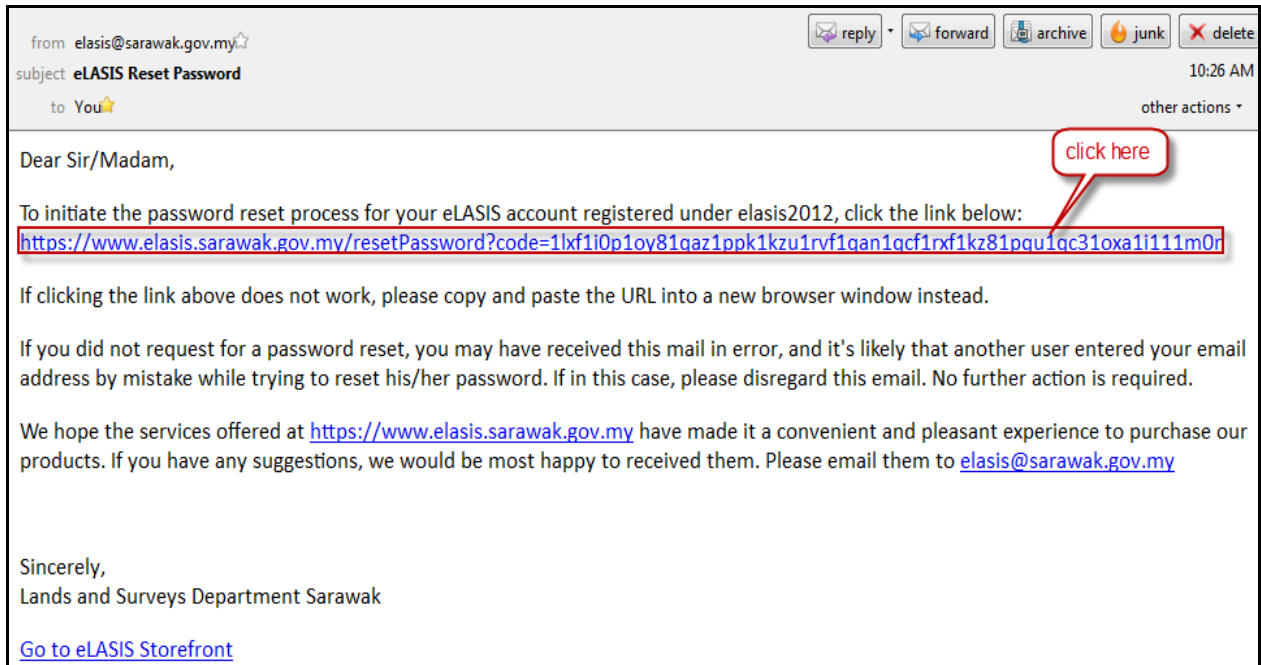 from elasis@sarawak.gov.my
reply forward archive junk delete
subject eLASIS Reset Password
10:26 AM
to You
other actions
click here
Dear Sir/Madam,
To initiate the password reset process for your eLASIS account registered under elasis2012, click the link below:
https://www.elasis.sarawak.gov.my/resetPassword?code=1lxf1i0p1oy81qaz1ppk1kzu1rvf1qan1qcf1rxf1kz81pqu1qc31oxa1i111m0r
If clicking the link above does not work, please copy and paste the URL into a new browser window instead.
If you did not request for a password reset, you may have received this mail in error, and it's likely that another user entered your email
address by mistake while trying to reset his/her password. If in this case, please disregard this email. No further action is required.
We hope the services offered at https://www.elasis.sarawak.gov.my have made it a convenient and pleasant experience to purchase our
products. If you have any suggestions, we would be most happy to received them. Please email them to elasis@sarawak.gov.my
Sincerely,
Lands and Surveys Department Sarawak
Go to eLASIS Storefront